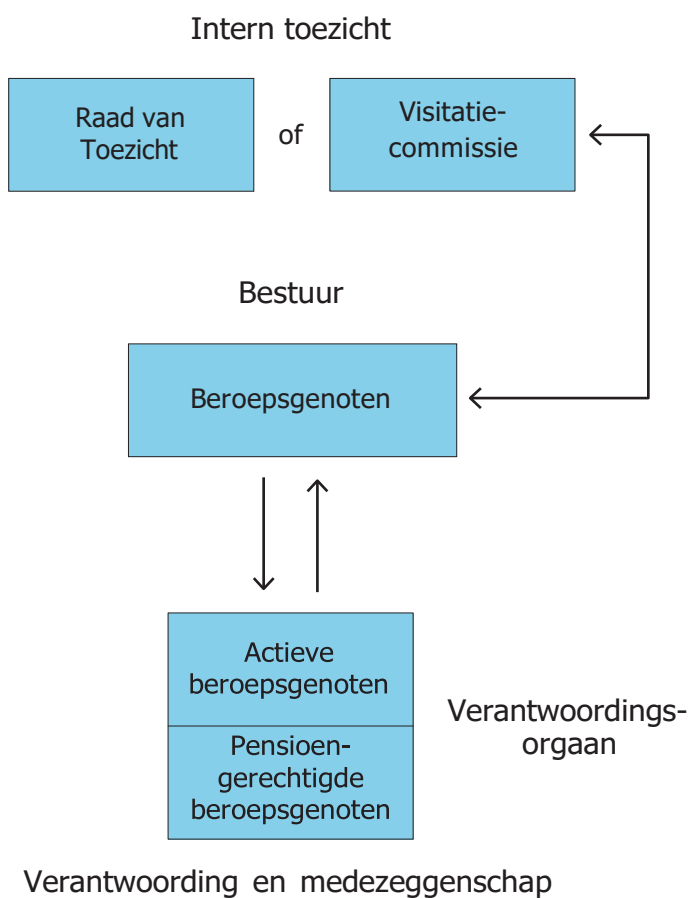 Intern toezicht
Raad van
Toezicht
of
Visitatie-
commissie
Bestuur
Beroepsgenoten
Actieve
beroepsgenoten
Pensioen-
gerechtigde
beroepsgenoten
Verantwoordings-
orgaan
Verantwoording en medezeggenschap